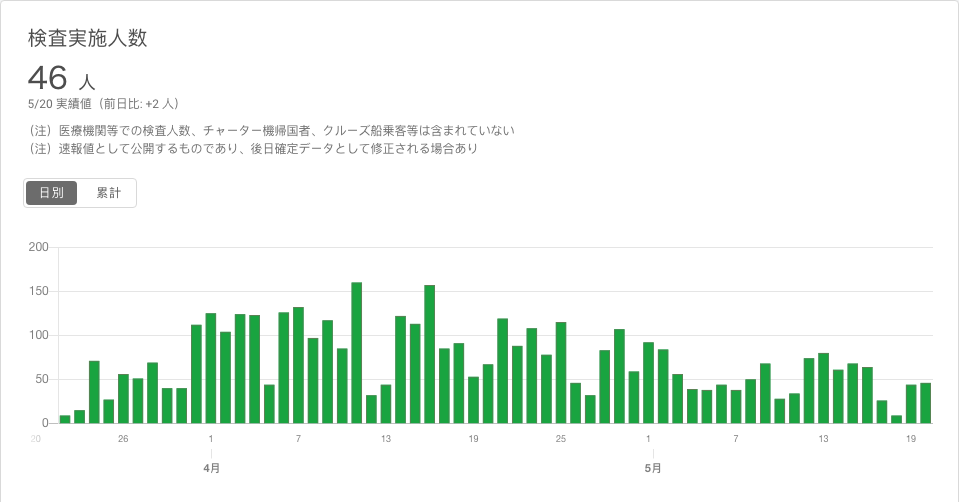 検査実施人数
46 人
5/20 実績値（前日比: +2 人）
（注）医療機関等での検査人数、チャーター機帰国者、クルーズ船乗客等は含まれていない
（注）速報値として公開するものであり、後日確定データとして修正される場合あり
日別 累計
200
150
100
50
0
20 26 1 7 13 19 25 1 7 13 19
4月 5月